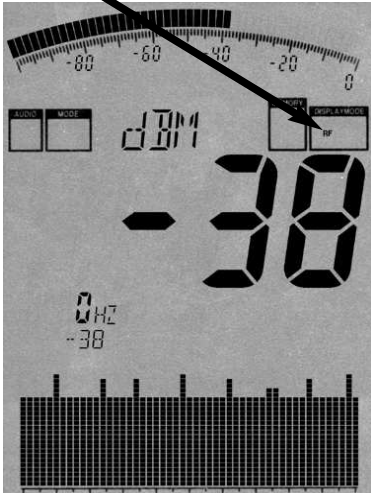 -80 -60 -40 -20 0
AUDIO MODE MEMORY DISPLAYMODE
RF
dBM
-38
0HZ
-38